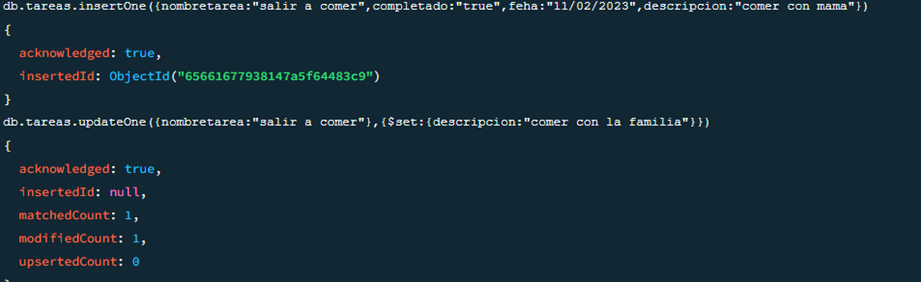 db.tareas.insertOne({nombretarea:"salir a comer",completado:"true",feha:"11/02/2023",descripcion:"comer con mama"})
{
acknowledged: true,
insertedId: ObjectId("65661677938147a5f64483c9")
}
db.tareas.updateOne({nombretarea:"salir a comer"},{$set:{descripcion:"comer con la familia"}})
{
acknowledged: true,
insertedId: null,
matchedCount: 1,
modifiedCount: 1,
upsertedCount: 0
}